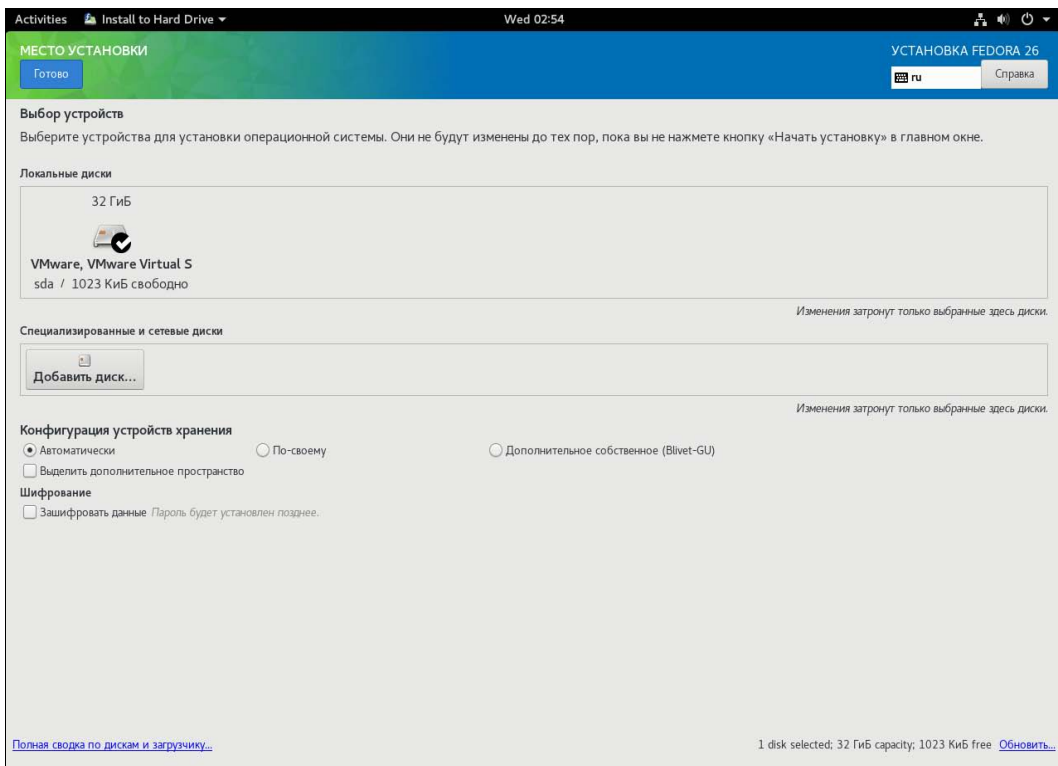 Activities Install to Hard Drive Wed 02:54
МЕСТО УСТАНОВКИ УСТАНОВКА FEDORA 26
Готово ru Справка
Выбор устройств
Выберите устройства для установки операционной системы. Они не будут изменены до тех пор, пока вы не нажмете кнопку «Начать установку» в главном окне.
Локальные диски
32 ГиБ
VMware, VMware Virtual S
sda / 1023 КиБ свободно
Изменения затронут только выбранные здесь диски.
Специализированные и сетевые диски
Добавить диск...
Изменения затронут только выбранные здесь диски.
Конфигурация устройств хранения
Автоматически По-своему Дополнительное собственное (Blivet-GU)
Выделить дополнительное пространство
Шифрование
Зашифровать данные Пароль будет установлен позднее.
Полная сводка по дискам и загрузчику... 1 disk selected; 32 ГиБ capacity; 1023 КиБ free Обновить...